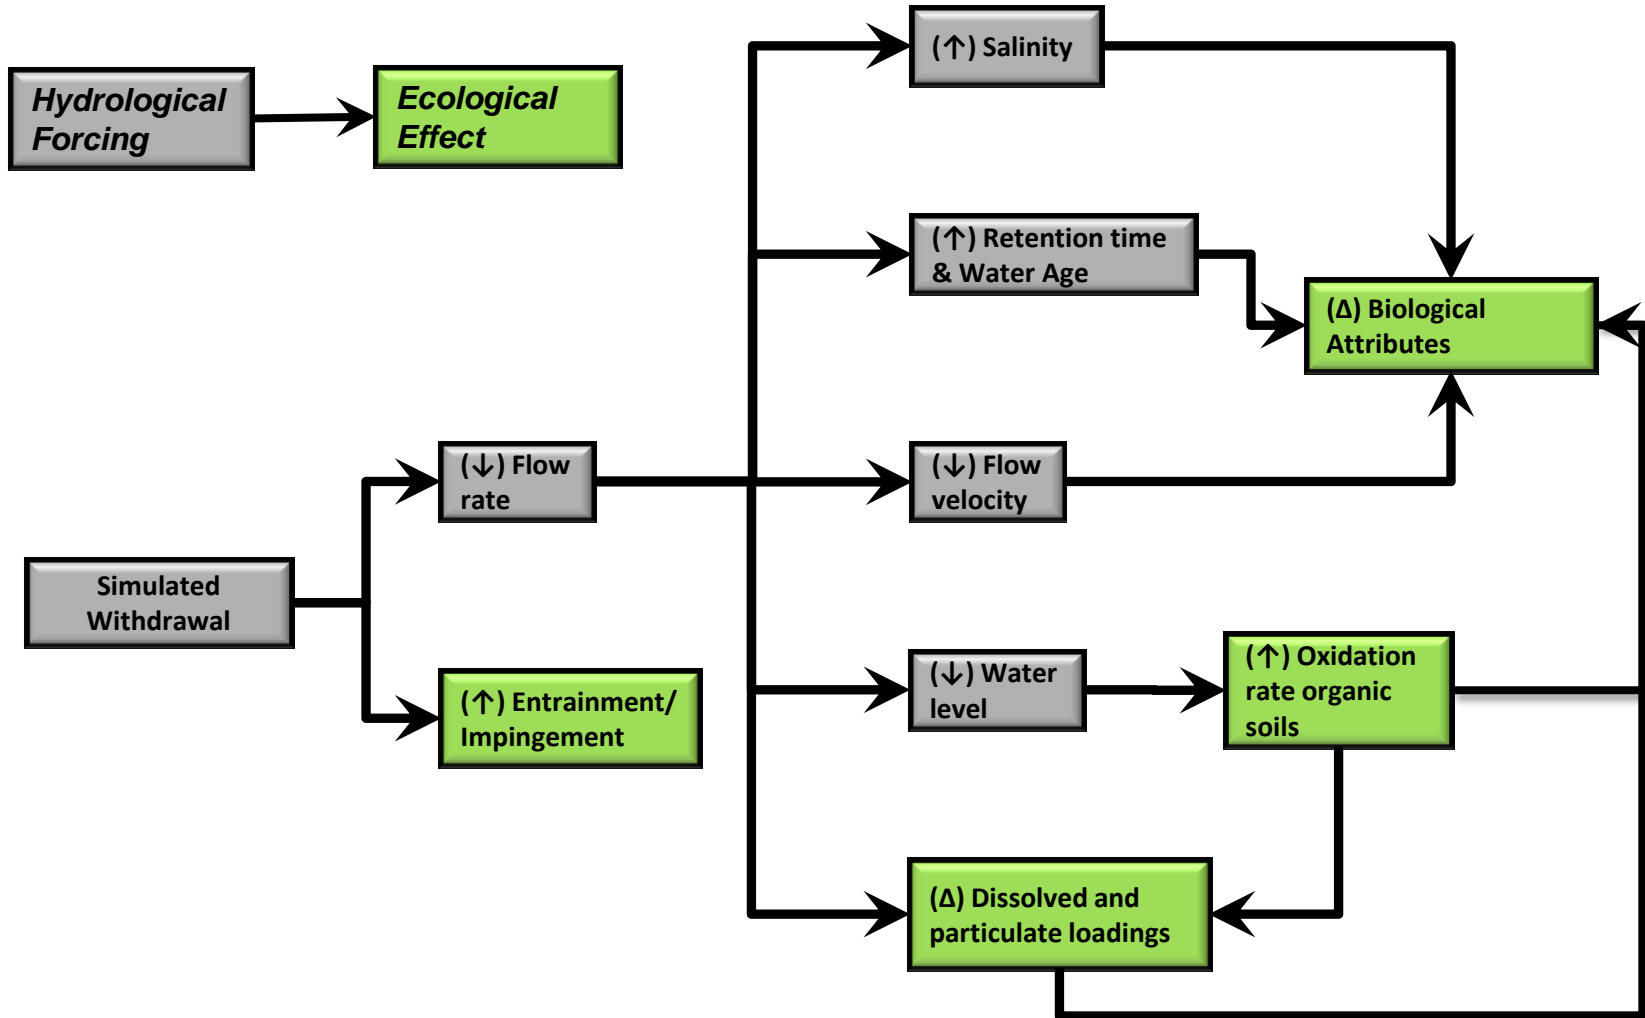 Hydrological
Forcing
Ecological
Effect
(↑) Salinity
(↑) Retention time
& Water Age
(Δ) Biological
Attributes
(↓) Flow
rate
(↓) Flow
velocity
Simulated
Withdrawal
(↑) Entrainment/
Impingement
(↓) Water
level
(↑) Oxidation
rate organic
soils
(Δ) Dissolved and
particulate loadings